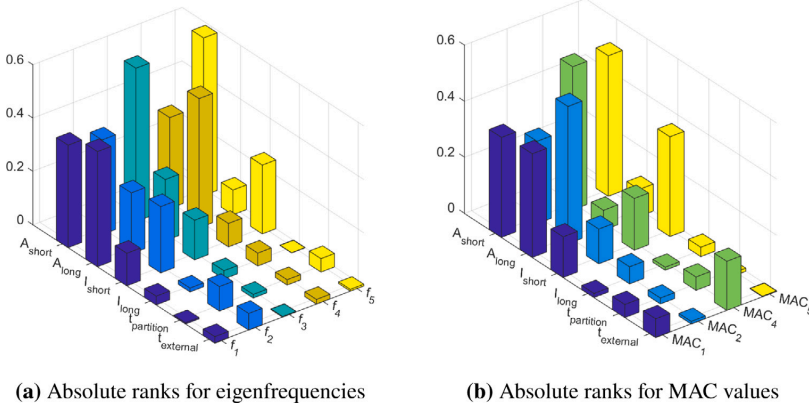 0.6
0.4
0.2
0
A_short
A_long
I_short
I_long
t_partition
t_external
f_1
f_2
f_3
f_4
f_5
(a) Absolute ranks for eigenfrequencies
0.6
0.4
0.2
0
A_short
A_long
I_short
I_long
t_partition
t_external
MAC_1
MAC_2
MAC_4
MAC_5
(b) Absolute ranks for MAC values